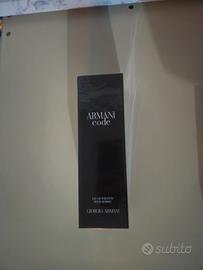 ARMANI
code
EAU DE TOILETTE
POUR HOMME
GIORGIO ARMANI
subito